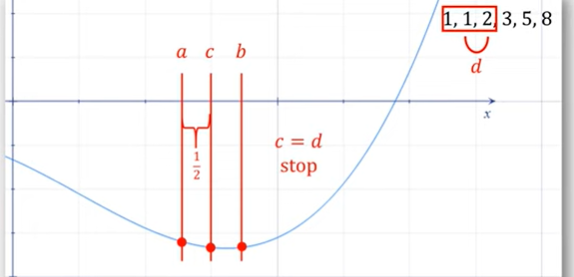 1, 1, 2, 3, 5, 8
d
a c b
x
1
2
c = d
stop